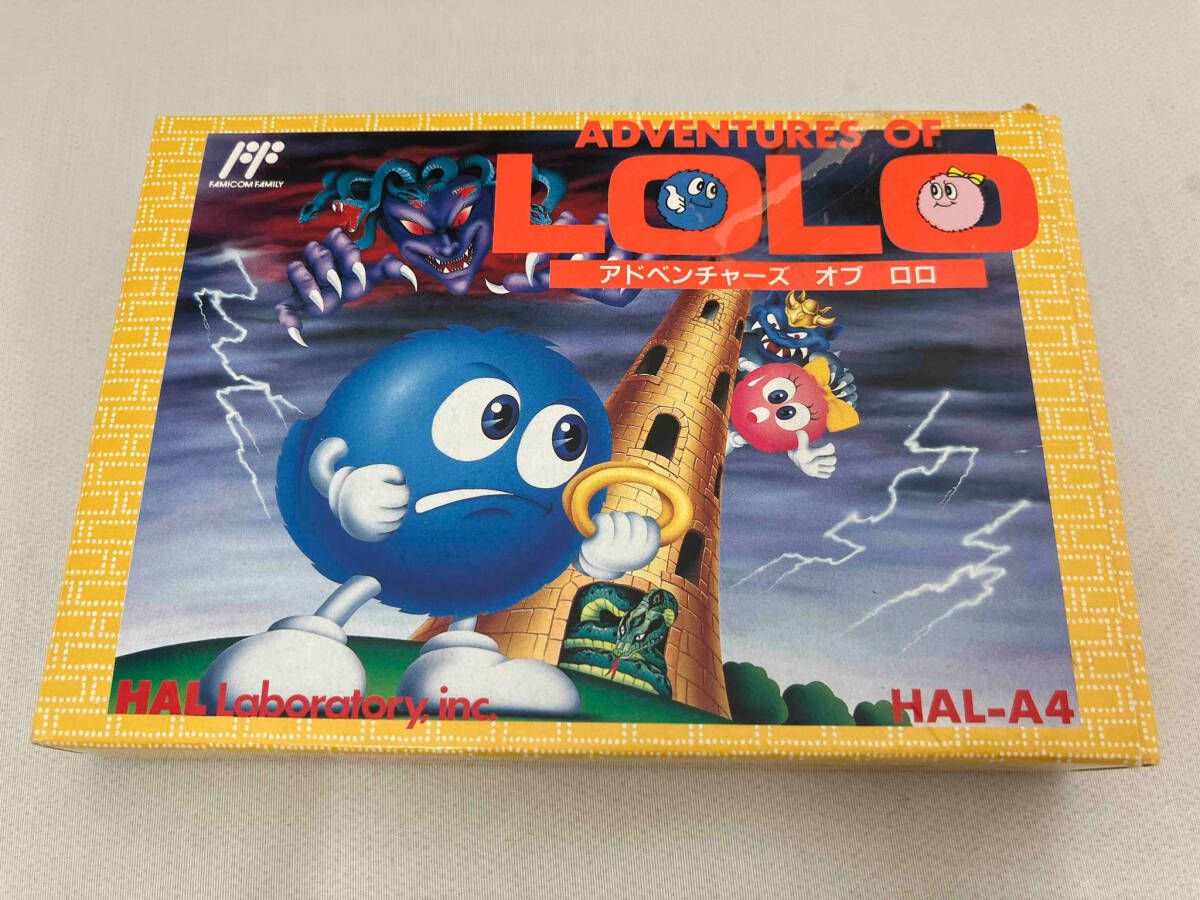 ADVENTURES OF
LOLO
アドベンチャーズ オブ ロロ
FAMICOM FAMILY
HAL Laboratory, inc.
HAL-A4